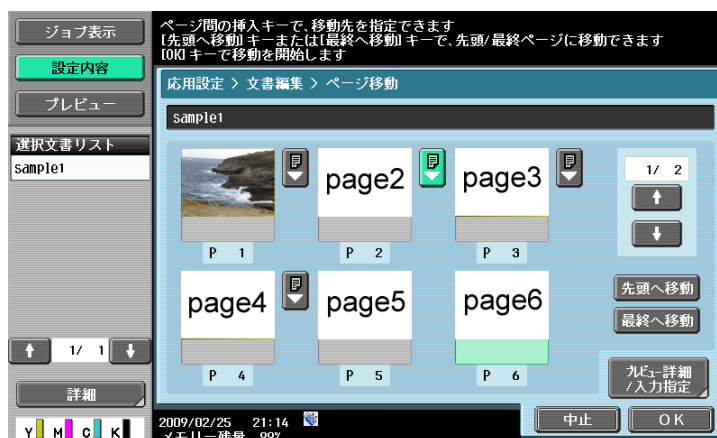 ジョブ表示
設定内容
プレビュー
選択文書リスト
sample1
1/ 1
詳細
Y M C K
ページ間の挿入キーで、移動先を指定できます
[先頭へ移動] キーまたは[最終へ移動] キーで、先頭/最終ページに移動できます
[OK] キーで移動を開始します
応用設定 > 文書編集 > ページ移動
sample1
page2 page3
P 1 P 2 P 3
1/ 2
page4 page5 page6
P 4 P 5 P 6
先頭へ移動
最終へ移動
プレビュー詳細
/入力指定
2009/02/25 21:14
メモリー残量 99%
中止 OK